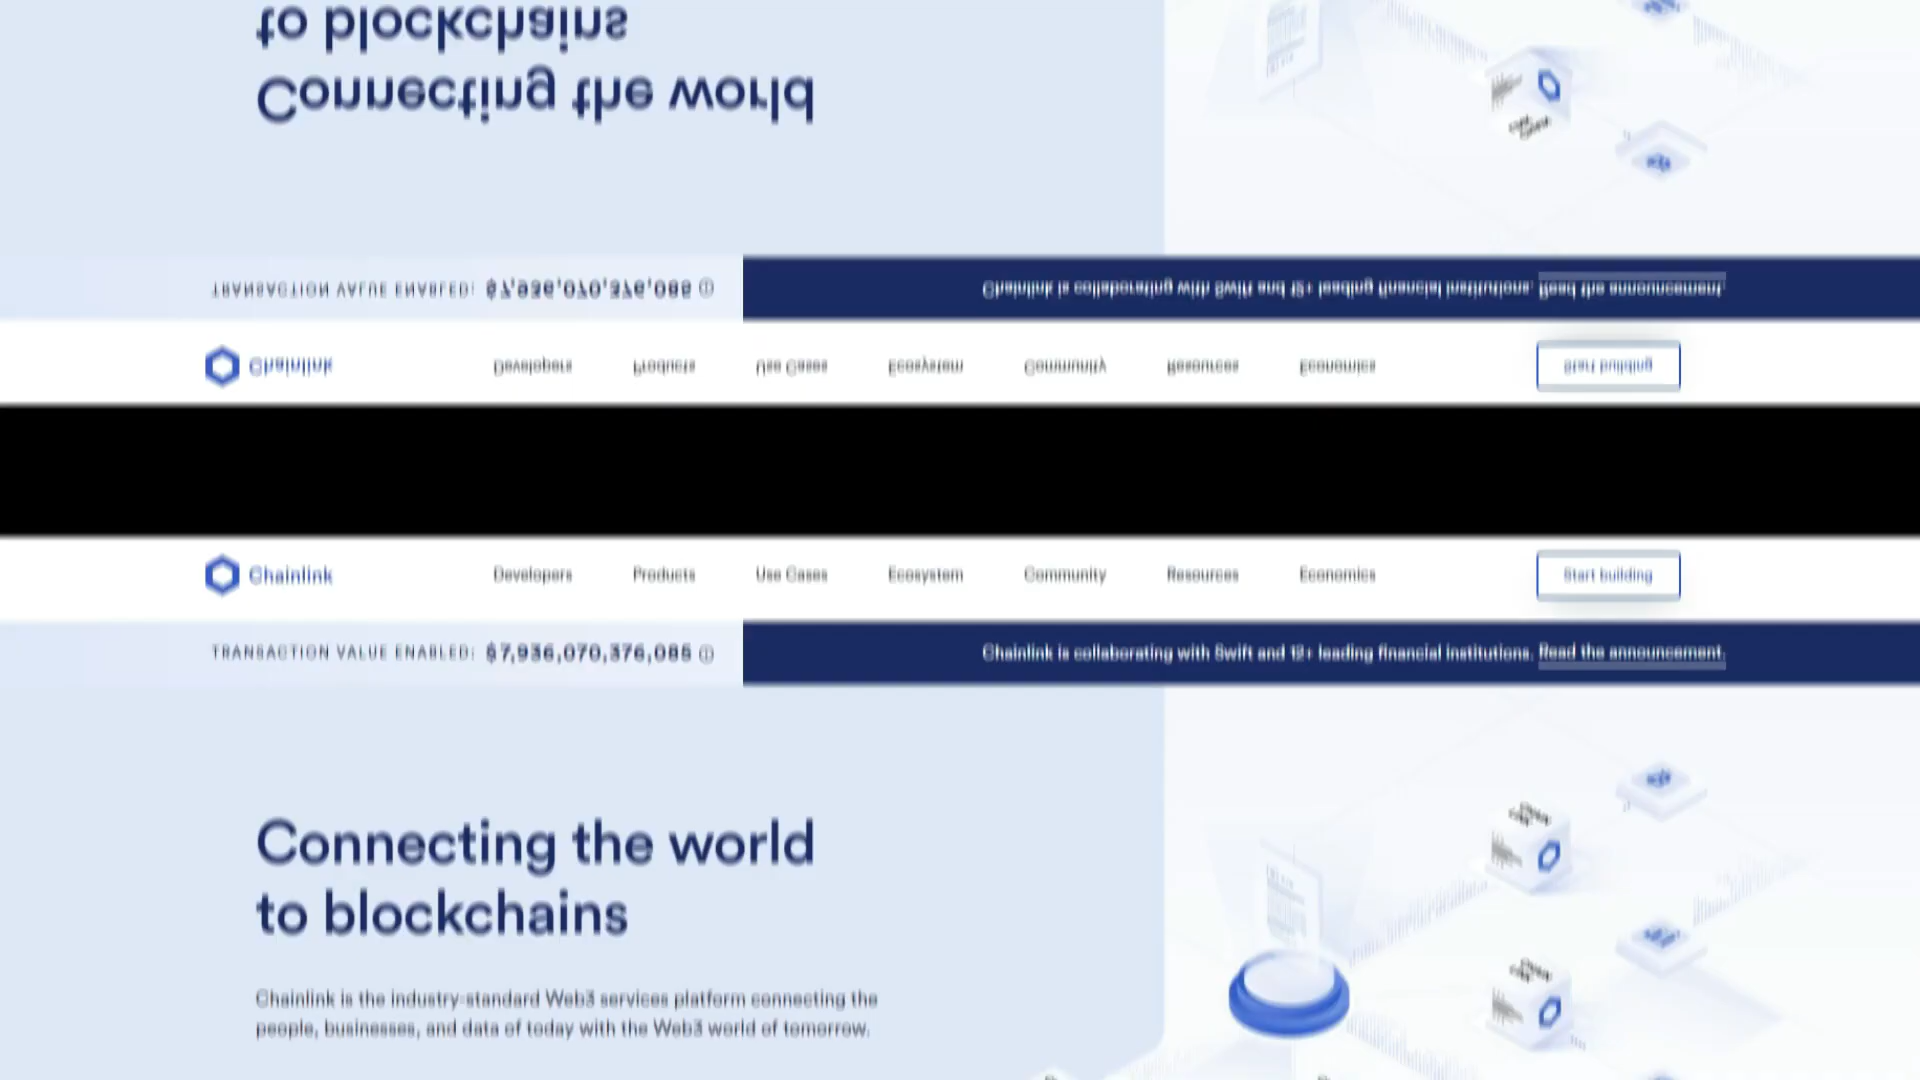 to blockchains
Connecting the world
TRANSACTION VALUE ENABLED: $7,936,070,376,085
Chainlink is collaborating with Swift and 12+ leading financial institutions. Read the announcement.
Chainlink Developers Products Use Cases Ecosystem Community Resources Economics Start building
Chainlink Developers Products Use Cases Ecosystem Community Resources Economics Start building
TRANSACTION VALUE ENABLED: $7,936,070,376,085
Chainlink is collaborating with Swift and 12+ leading financial institutions. Read the announcement.
Connecting the world
to blockchains
Chainlink is the industry-standard Web3 services platform connecting the
people, businesses, and data of today with the Web3 world of tomorrow.